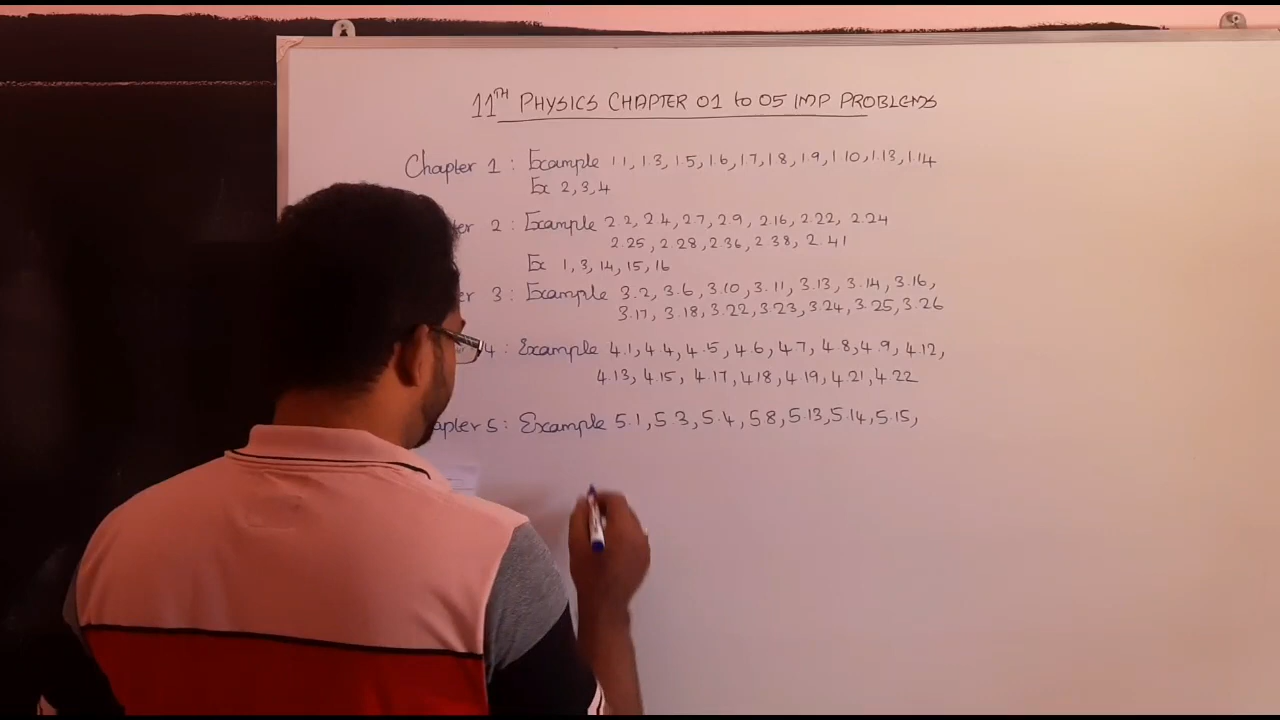 11TH PHYSICS CHAPTER 01 to 05 IMP PROBLEMS
Chapter 1: Example 1.1, 1.3, 1.5, 1.6, 1.7, 1.8, 1.9, 1.10, 1.13, 1.14
Ex 2, 3, 4
ter 2: Example 2.2, 2.4, 2.7, 2.9, 2.16, 2.22, 2.24
2.25, 2.28, 2.36, 2.38, 2.41
Ex 1, 3, 14, 15, 16
er 3: Example 3.2, 3.6, 3.10, 3.11, 3.13, 3.14, 3.16,
3.17, 3.18, 3.22, 3.23, 3.24, 3.25, 3.26
4: Example 4.1, 4.4, 4.5, 4.6, 4.7, 4.8, 4.9, 4.12,
4.13, 4.15, 4.17, 4.18, 4.19, 4.21, 4.22
apter 5: Example 5.1, 5.3, 5.4, 5.8, 5.13, 5.14, 5.15,